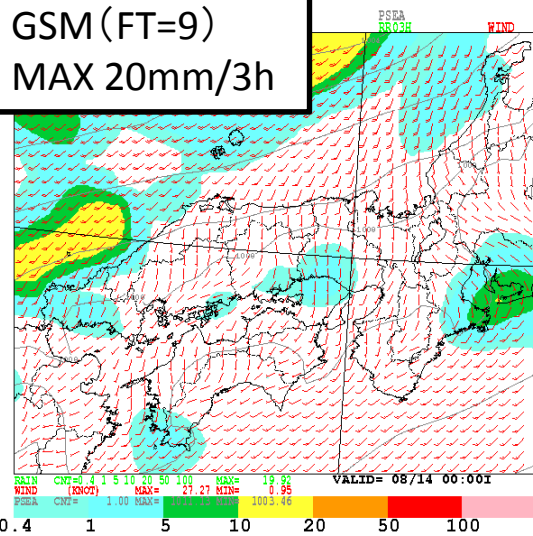 GSM（FT=9）
MAX 20mm/3h
PSEA
RR03H WIND
1000
1000
RAIN CNT=0.4 1 5 10 20 50 100 MAX= 19.92
WIND (KNOT) MAX= 27.27 MIN= 0.95
PSEA CNT= 1.00 MAX= 1003.46
VALID= 08/14 00:00I
0.4 1 5 10 20 50 100